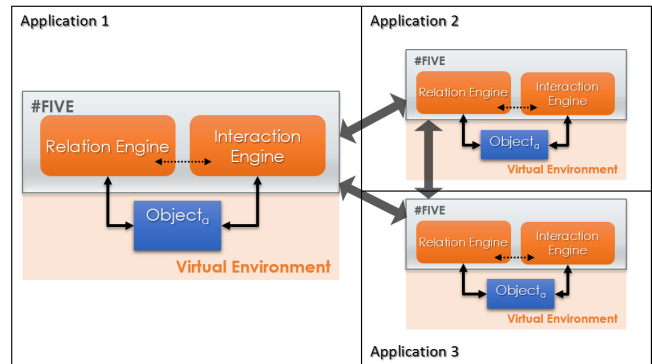 Application 1
#FIVE
Relation Engine
Interaction
Engine
Objectₐ
Virtual Environment
Application 2
#FIVE
Relation Engine
Interaction
Engine
Objectₐ
Virtual Environment
#FIVE
Relation Engine
Interaction
Engine
Objectₐ
Virtual Environment
Application 3